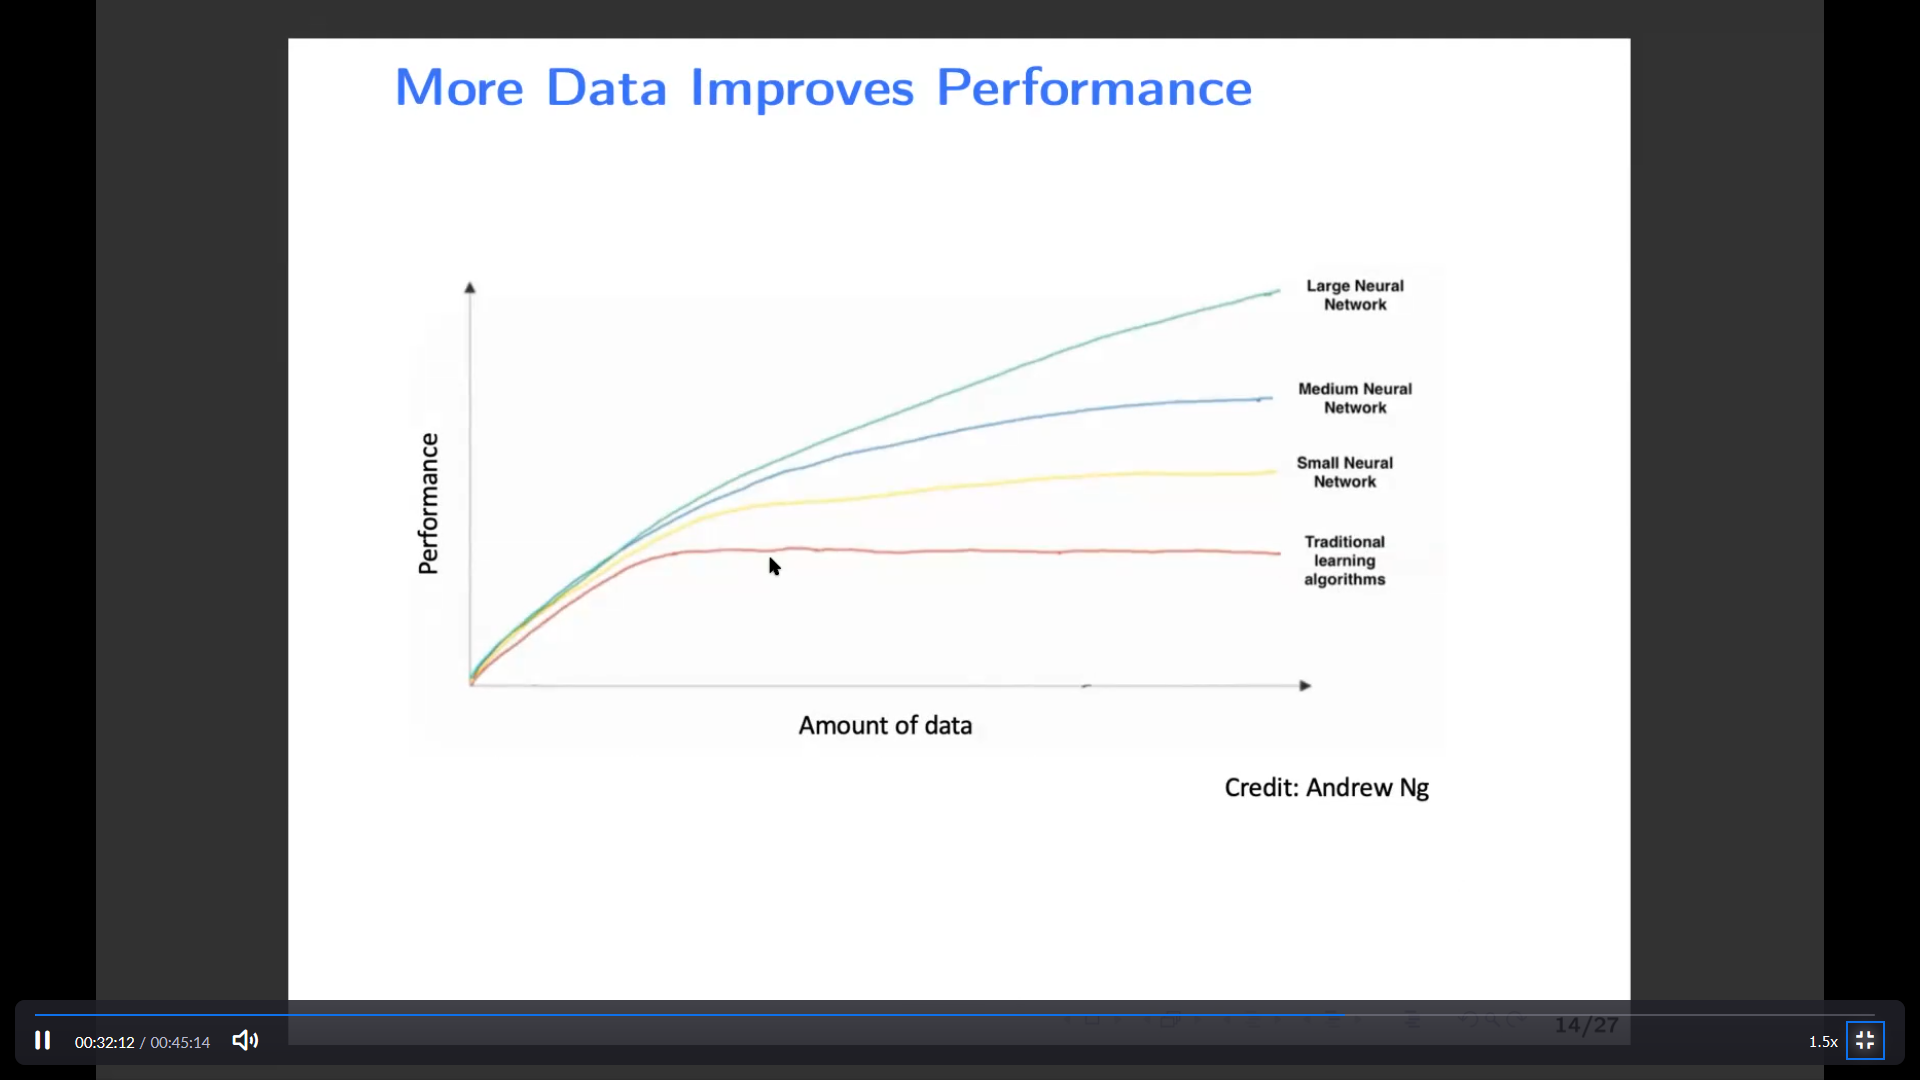 More Data Improves Performance
Large Neural
Network
Medium Neural
Network
Small Neural
Network
Traditional
learning
algorithms
Performance
Amount of data
Credit: Andrew Ng
14/27
00:32:12 / 00:45:14
1.5x